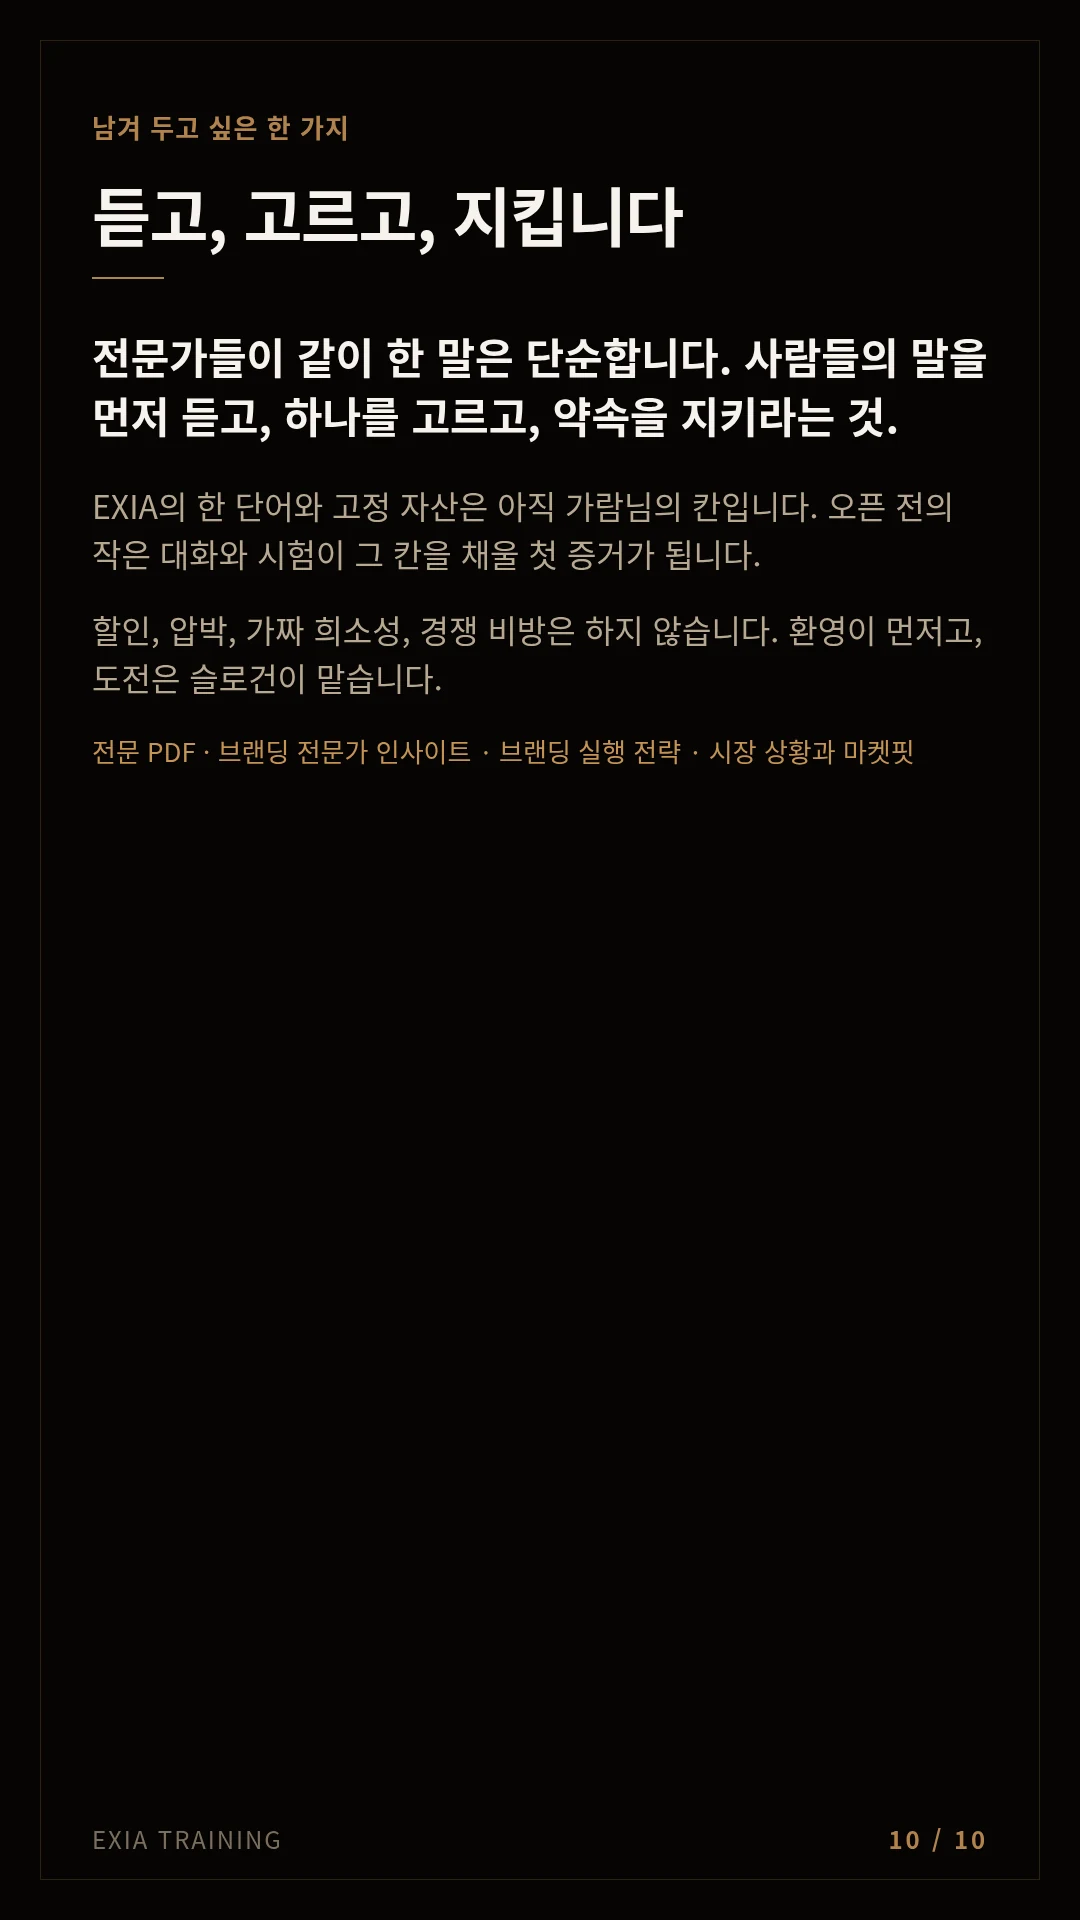 남겨 두고 싶은 한 가지
듣고, 고르고, 지킵니다
전문가들이 같이 한 말은 단순합니다. 사람들의 말을
먼저 듣고, 하나를 고르고, 약속을 지키라는 것.
EXIA의 한 단어와 고정 자산은 아직 가람님의 칸입니다. 오픈 전의
작은 대화와 시험이 그 칸을 채울 첫 증거가 됩니다.
할인, 압박, 가짜 희소성, 경쟁 비방은 하지 않습니다. 환영이 먼저고,
도전은 슬로건이 맡습니다.
전문 PDF · 브랜딩 전문가 인사이트 · 브랜딩 실행 전략 · 시장 상황과 마켓핏
EXIA TRAINING
10 / 10